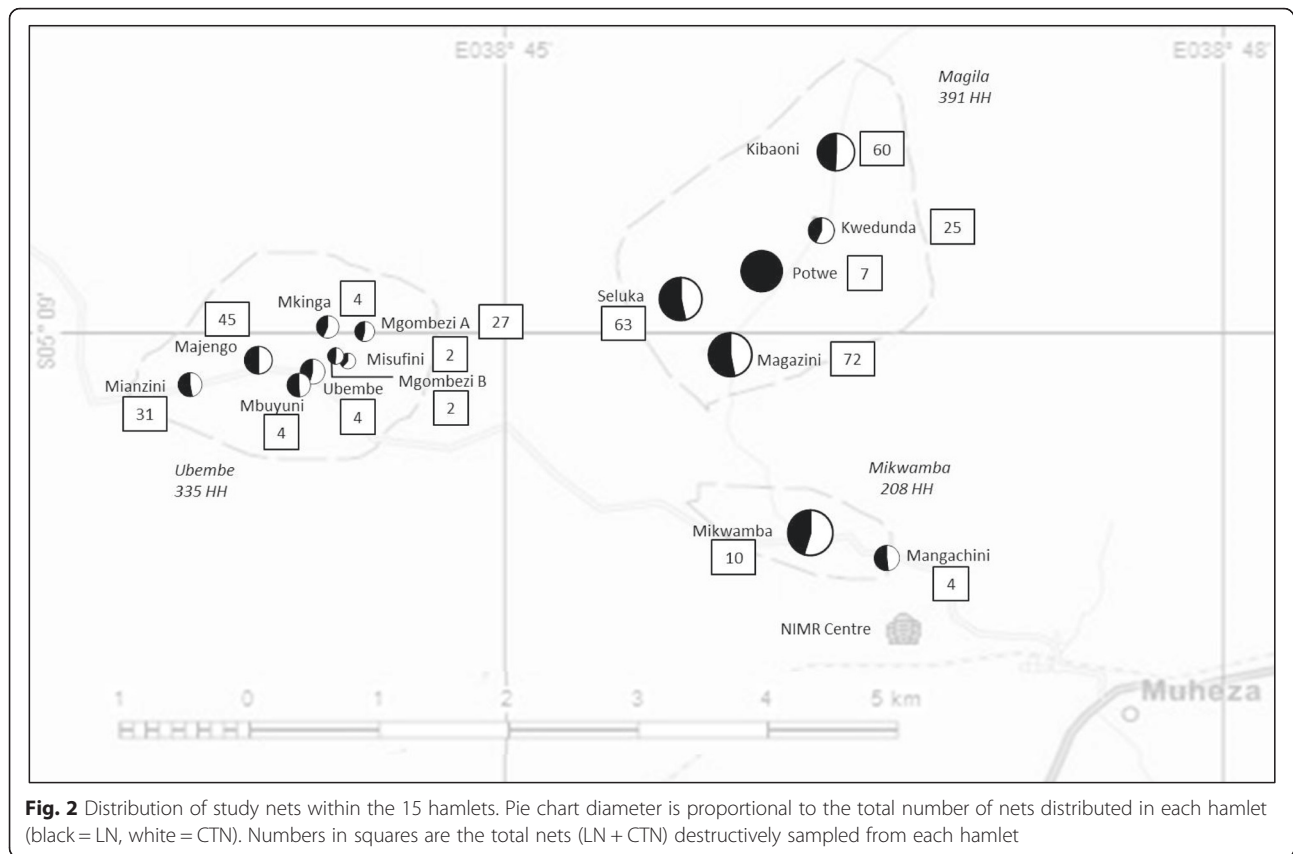 E038° 45'
E038° 48'
Magila
391 HH
Kibaoni
60
Kwedunda
25
Potwe
7
Seluka
63
S05° 09'
Mkinga
4
45
Mgombezi A
27
Magazini
72
Majengo
Misufini
2
Mianzini
31
Ubembe
4
Mgombezi B
2
Mbuyuni
4
Ubembe
335 HH
Mikwamba
208 HH
Mikwamba
10
Mangachini
4
NIMR Centre
Muheza
1 0 1 2 3 4 5 km
Fig. 2 Distribution of study nets within the 15 hamlets. Pie chart diameter is proportional to the total number of nets distributed in each hamlet
(black = LN, white = CTN). Numbers in squares are the total nets (LN + CTN) destructively sampled from each hamlet